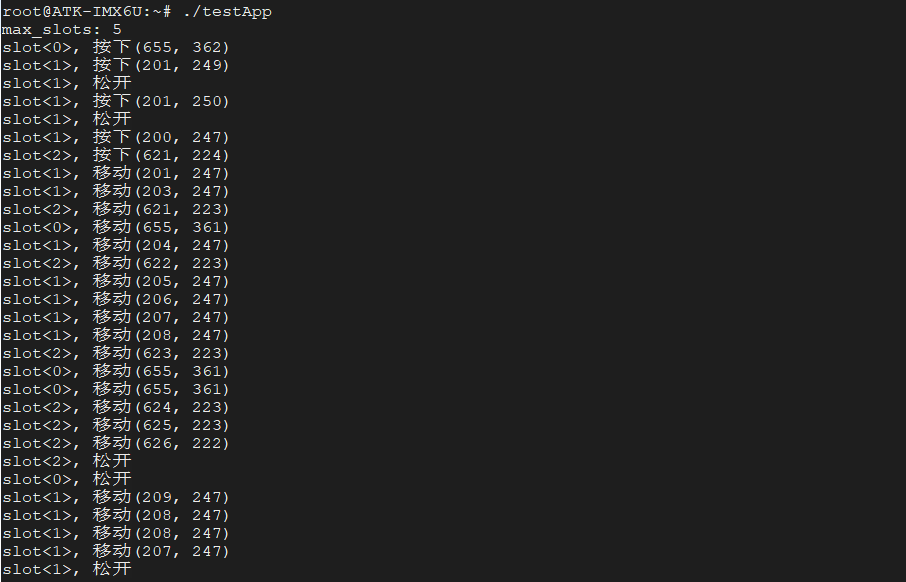 root@ATK-IMX6U:~# ./testApp
max_slots: 5
slot<0>, 按下(655, 362)
slot<1>, 按下(201, 249)
slot<1>, 松开
slot<1>, 按下(201, 250)
slot<1>, 松开
slot<1>, 按下(200, 247)
slot<2>, 按下(621, 224)
slot<1>, 移动(201, 247)
slot<1>, 移动(203, 247)
slot<2>, 移动(621, 223)
slot<0>, 移动(655, 361)
slot<1>, 移动(204, 247)
slot<2>, 移动(622, 223)
slot<1>, 移动(205, 247)
slot<1>, 移动(206, 247)
slot<1>, 移动(207, 247)
slot<1>, 移动(208, 247)
slot<2>, 移动(623, 223)
slot<0>, 移动(655, 361)
slot<0>, 移动(655, 361)
slot<2>, 移动(624, 223)
slot<2>, 移动(625, 223)
slot<2>, 移动(626, 222)
slot<2>, 松开
slot<0>, 松开
slot<1>, 移动(209, 247)
slot<1>, 移动(208, 247)
slot<1>, 移动(208, 247)
slot<1>, 移动(207, 247)
slot<1>, 松开